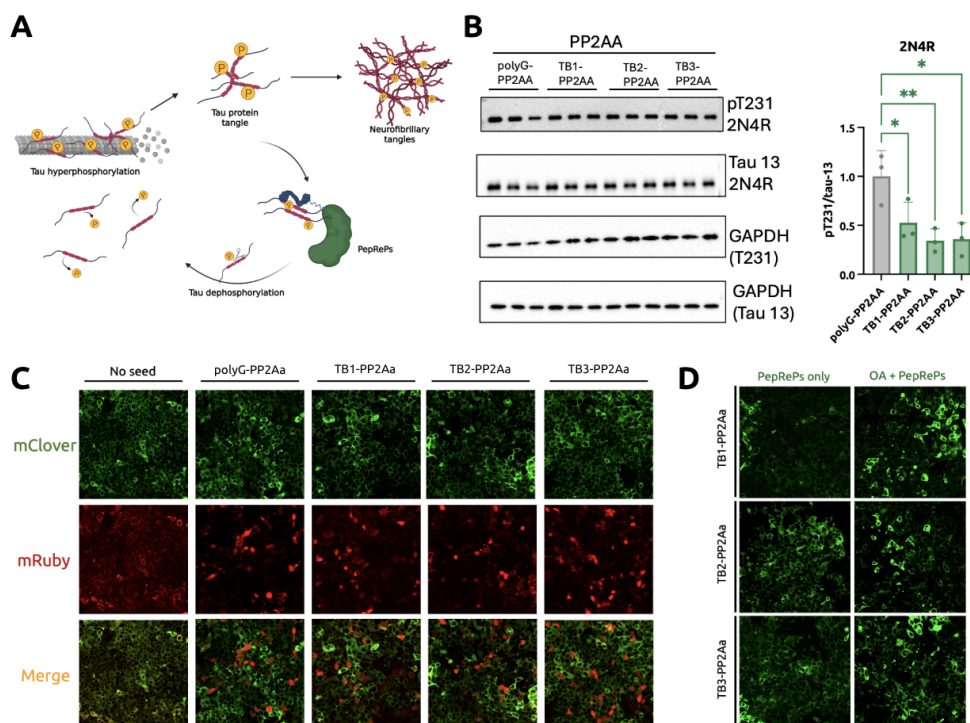 A
P
P
P
P
Tau protein
tangle
Neurofibrillary
tangles
P
P
P
P
P
Tau hyperphosphorylation
P
P
P
P
P
P
PepRePs
Tau dephosphorylation
B
PP2AA
polyG-
PP2AA
TB1-
PP2AA
TB2-
PP2AA
TB3-
PP2AA
pT231
2N4R
Tau 13
2N4R
GAPDH
(T231)
GAPDH
(Tau 13)
2N4R
*
**
*
1.5
1.0
0.5
0.0
pT231/tau-13
polyG-PP2AA
TB1-PP2AA
TB2-PP2AA
TB3-PP2AA
C
No seed
polyG-PP2Aa
TB1-PP2Aa
TB2-PP2Aa
TB3-PP2Aa
mClover
mRuby
Merge
D
PepRePs only
OA + PepRePs
TB1-PP2Aa
TB2-PP2Aa
TB3-PP2Aa